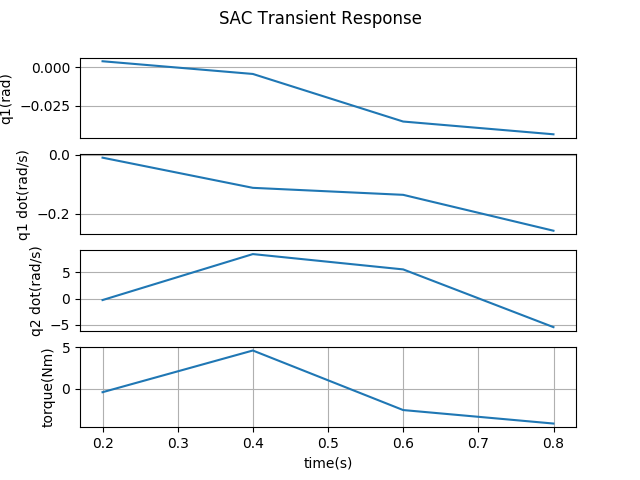 SAC Transient Response
q1(rad)
0.000
−0.025
q1 dot(rad/s)
0.0
−0.2
q2 dot(rad/s)
5
0
−5
torque(Nm)
5
0
0.2 0.3 0.4 0.5 0.6 0.7 0.8
time(s)